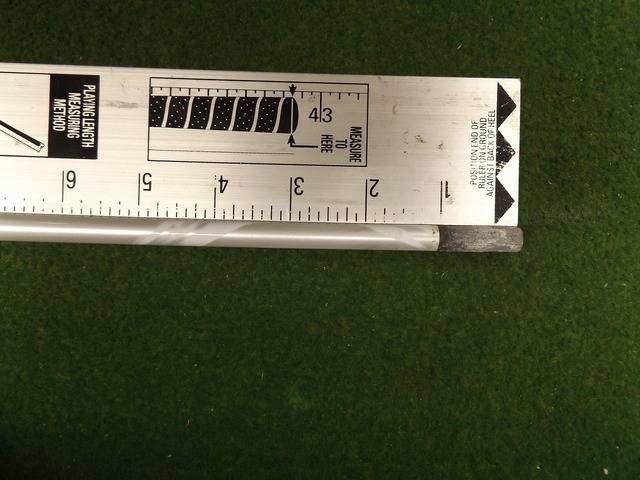 PLAYING LENGTH
MEASURING
METHOD
43
MEASURE
TO
HERE
POSITION END OF
RULER ON GROUND
AGAINST BACK OF HEEL
6 5 4 3 2 1